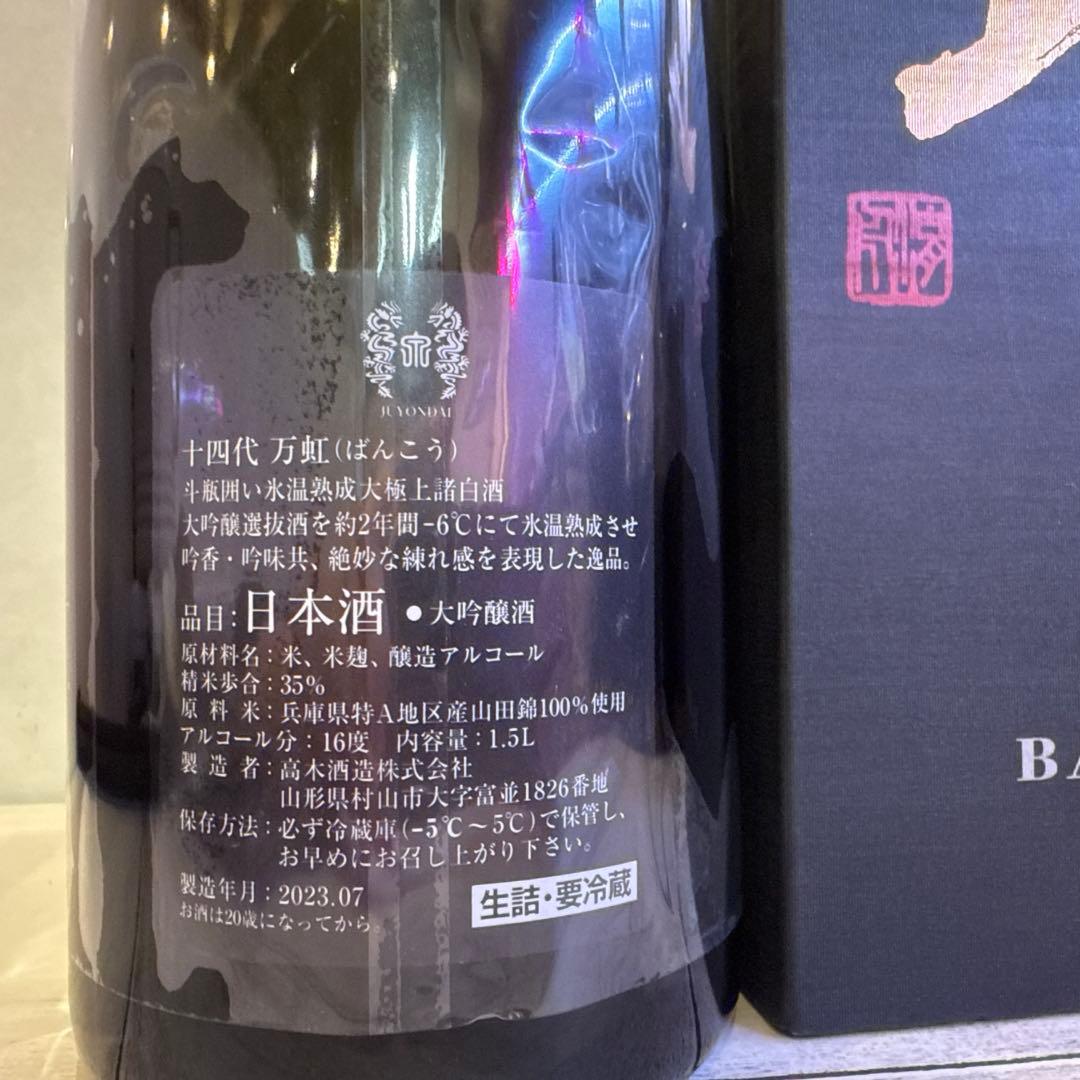 JUYONDAI
十四代 万虹(ばんこう)
斗瓶囲い氷温熟成大極上諸白酒
大吟醸選抜酒を約2年間-6℃にて氷温熟成させ
吟香・吟味共、絶妙な練れ感を表現した逸品。
品目:日本酒 ●大吟醸酒
原材料名:米、米麹、醸造アルコール
精米歩合:35%
原料米:兵庫県特A地区産山田錦100%使用
アルコール分:16度 内容量:1.5L
製造者:高木酒造株式会社
山形県村山市大字富並1826番地
保存方法:必ず冷蔵庫(-5℃~5℃)で保管し、
お早めにお召し上がり下さい。
製造年月:2023.07
生詰・要冷蔵
お酒は20歳になってから。
BA